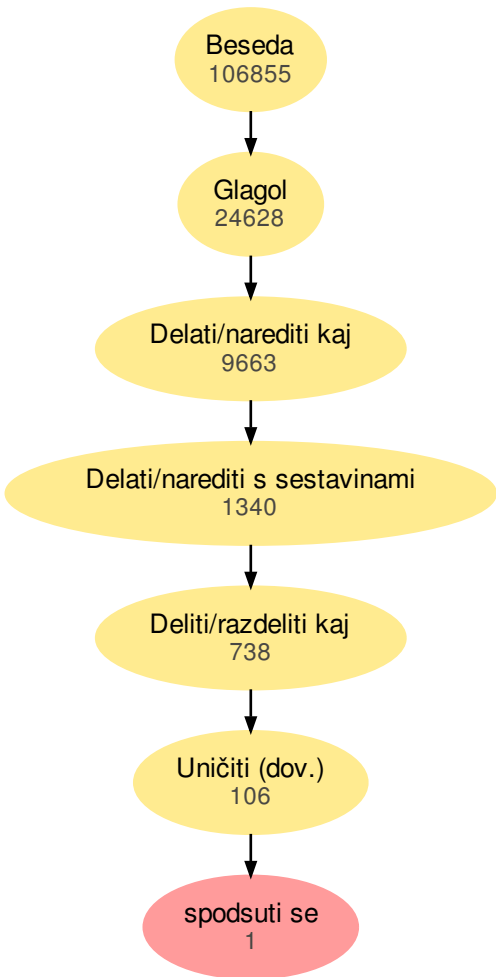 Beseda
106855
Glagol
24628
Delati/narediti kaj
9663
Delati/narediti s sestavinami
1340
Deliti/razdeliti kaj
738
Uničiti (dov.)
106
spodsuti se
1